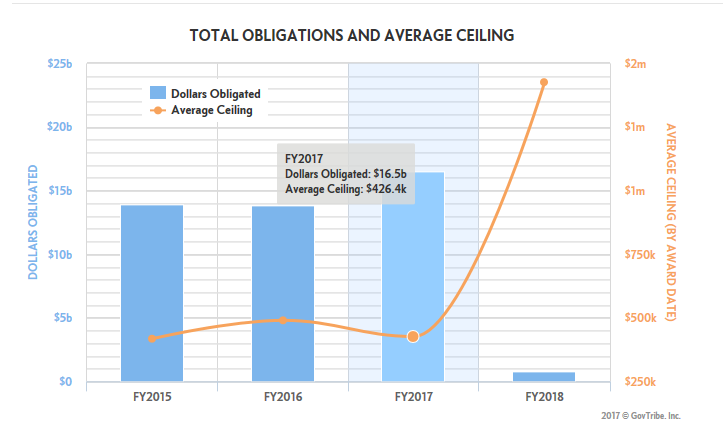 TOTAL OBLIGATIONS AND AVERAGE CEILING
$25b
$20b
$15b
$10b
$5b
$0
DOLLARS OBLIGATED
Dollars Obligated
Average Ceiling
FY2017
Dollars Obligated: $16.5b
Average Ceiling: $426.4k
$2m
$1m
$1m
$750k
$500k
$250k
AVERAGE CEILING (BY AWARD DATE)
FY2015
FY2016
FY2017
FY2018
2017 © GovTribe, Inc.